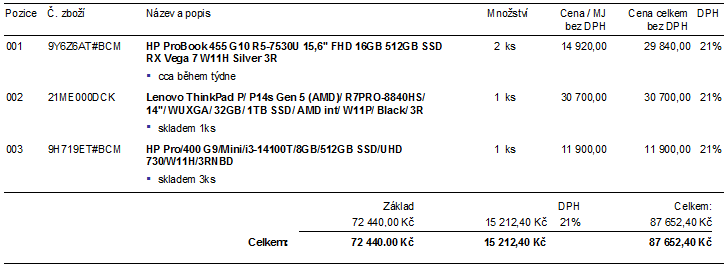 Pozice Č. zboží Název a popis Množství Cena / MJ bez DPH Cena celkem bez DPH DPH
001 9Y6Z6AT#BCM HP ProBook 455 G10 R5-7530U 15,6" FHD 16GB 512GB SSD 2 ks 14 920,00 29 840,00 21%
RX Vega 7 W11H Silver 3R
▪ cca během týdne
002 21ME000DCK Lenovo ThinkPad P/ P14s Gen 5 (AMD)/ R7PRO-8840HS/ 1 ks 30 700,00 30 700,00 21%
14"/ WUXGA/ 32GB/ 1TB SSD/ AMD int/ W11P/ Black/ 3R
▪ skladem 1ks
003 9H719ET#BCM HP Pro/400 G9/Mini/i3-14100T/8GB/512GB SSD/UHD 1 ks 11 900,00 11 900,00 21%
730/W11H/3RNBD
▪ skladem 3ks
Základ DPH Celkem:
72 440,00 Kč 15 212,40 Kč 21% 87 652,40 Kč
Celkem: 72 440.00 Kč 15 212,40 Kč 87 652,40 Kč